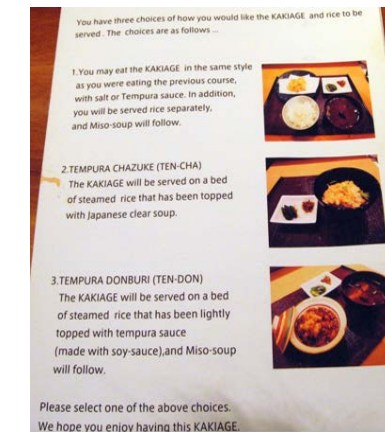 You have three choices of how you would like the KAKIAGE and rice to be
served . The choices are as follows ...
1.You may eat the KAKIAGE in the same style
as you were eating the previous course,
with salt or Tempura sauce. In addition,
you will be served rice separately,
and Miso-soup will follow.
2.TEMPURA CHAZUKE (TEN-CHA)
The KAKIAGE will be served on a bed
of steamed rice that has been topped
with Japanese clear soup.
3.TEMPURA DONBURI (TEN-DON)
The KAKIAGE will be served on a bed
of steamed rice that has been lightly
topped with tempura sauce
(made with soy-sauce),and Miso-soup
will follow.
Please select one of the above choices.
We hope you enjoy having this KAKIAGE.